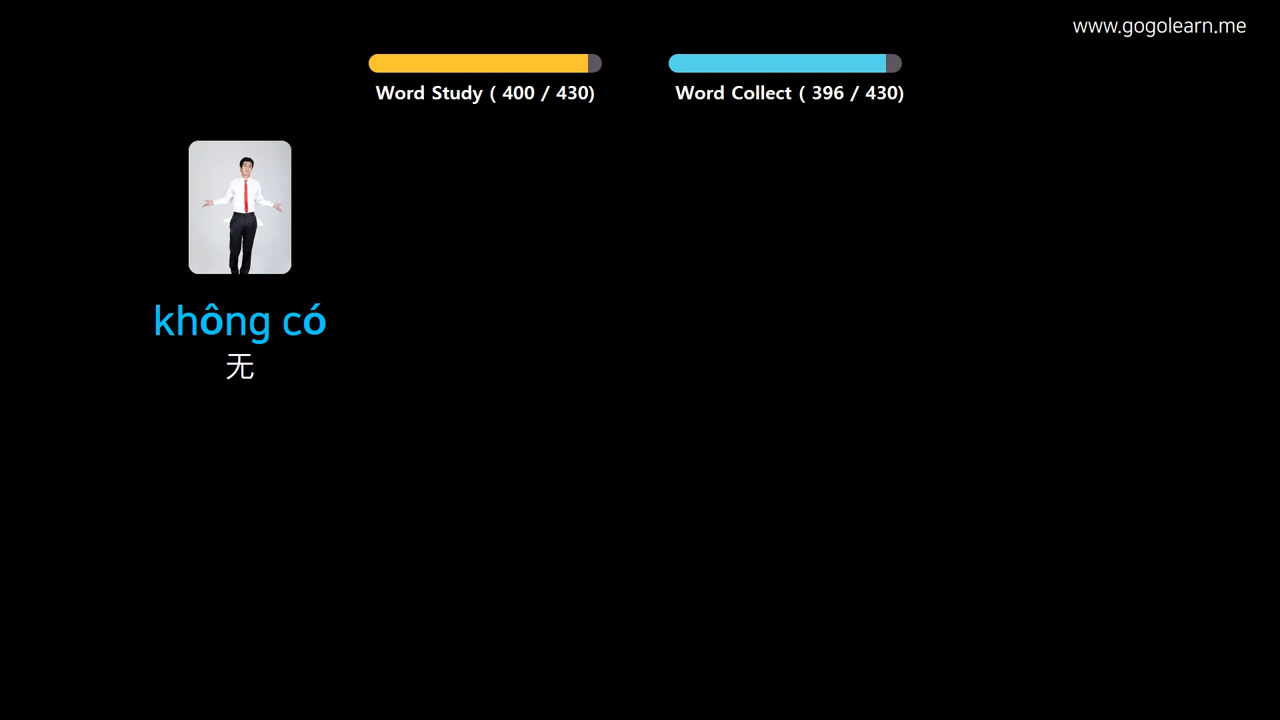 www.gogolearn.me
Word Study ( 400 / 430)
Word Collect ( 396 / 430)
không có
无